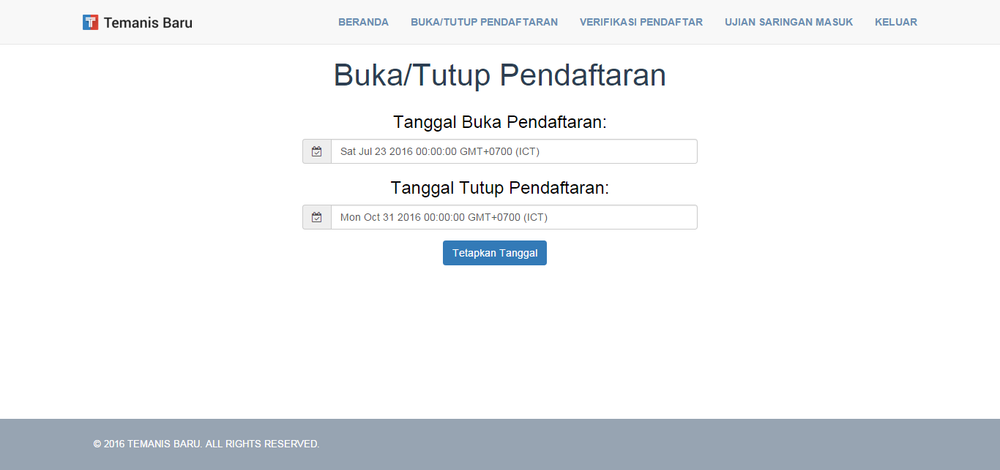 Temanis Baru BERANDA BUKA/TUTUP PENDAFTARAN VERIFIKASI PENDAFTAR UJIAN SARINGAN MASUK KELUAR
Buka/Tutup Pendaftaran
Tanggal Buka Pendaftaran:
Sat Jul 23 2016 00:00:00 GMT+0700 (ICT)
Tanggal Tutup Pendaftaran:
Mon Oct 31 2016 00:00:00 GMT+0700 (ICT)
Tetapkan Tanggal
© 2016 TEMANIS BARU. ALL RIGHTS RESERVED.